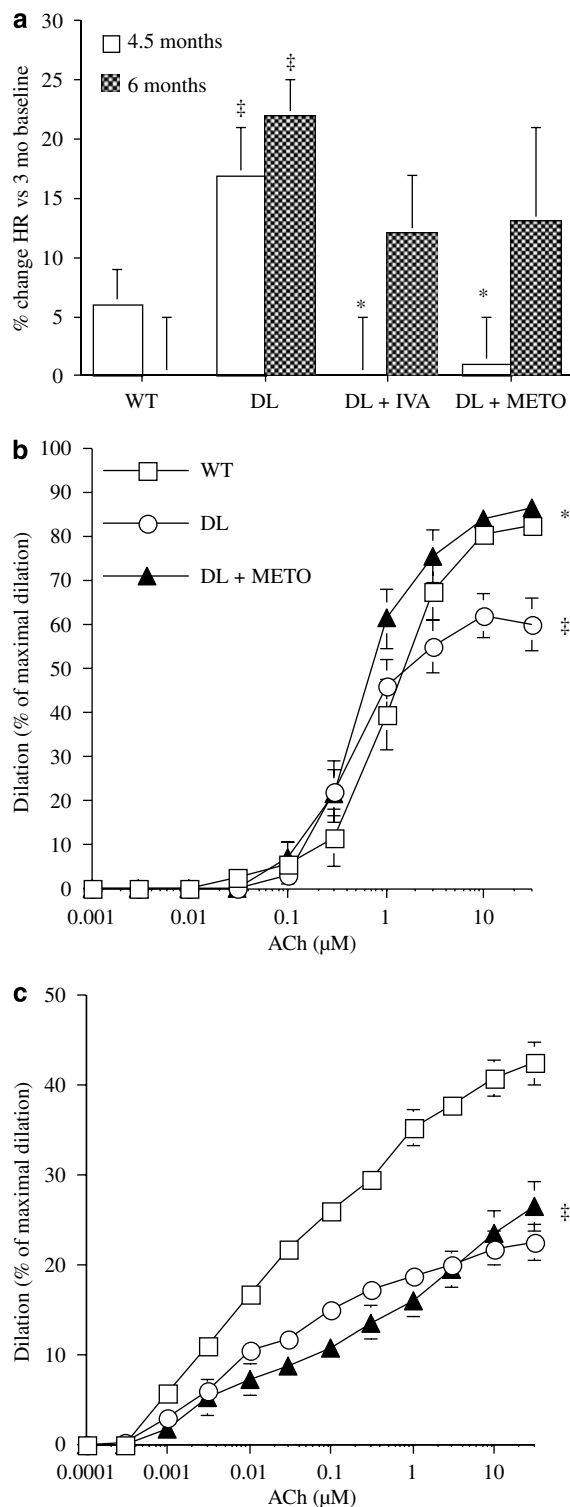 a
4.5 months
6 months
% change HR vs 3 mo baseline
30
25
20
15
10
5
0
‡
‡
*
*
WT
DL
DL + IVA
DL + METO
b
WT
DL
DL + METO
Dilation (% of maximal dilation)
100
90
80
70
60
50
40
30
20
10
0
*
‡
0.001
0.01
0.1
1
10
ACh (µM)
c
Dilation (% of maximal dilation)
50
40
30
20
10
0
‡
0.0001
0.001
0.01
0.1
1
10
ACh (µM)